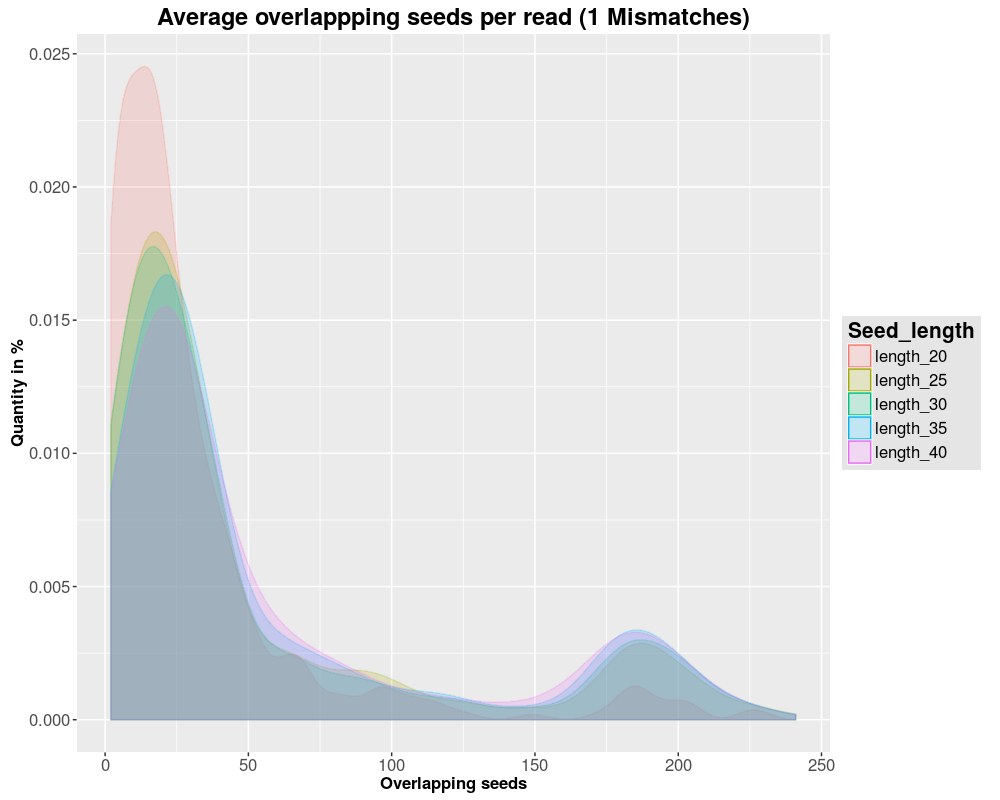 Average overlappping seeds per read (1 Mismatches)
0.025
0.020
0.015
0.010
0.005
0.000
Quantity in %
0 50 100 150 200 250
Overlapping seeds
Seed_length
length_20
length_25
length_30
length_35
length_40